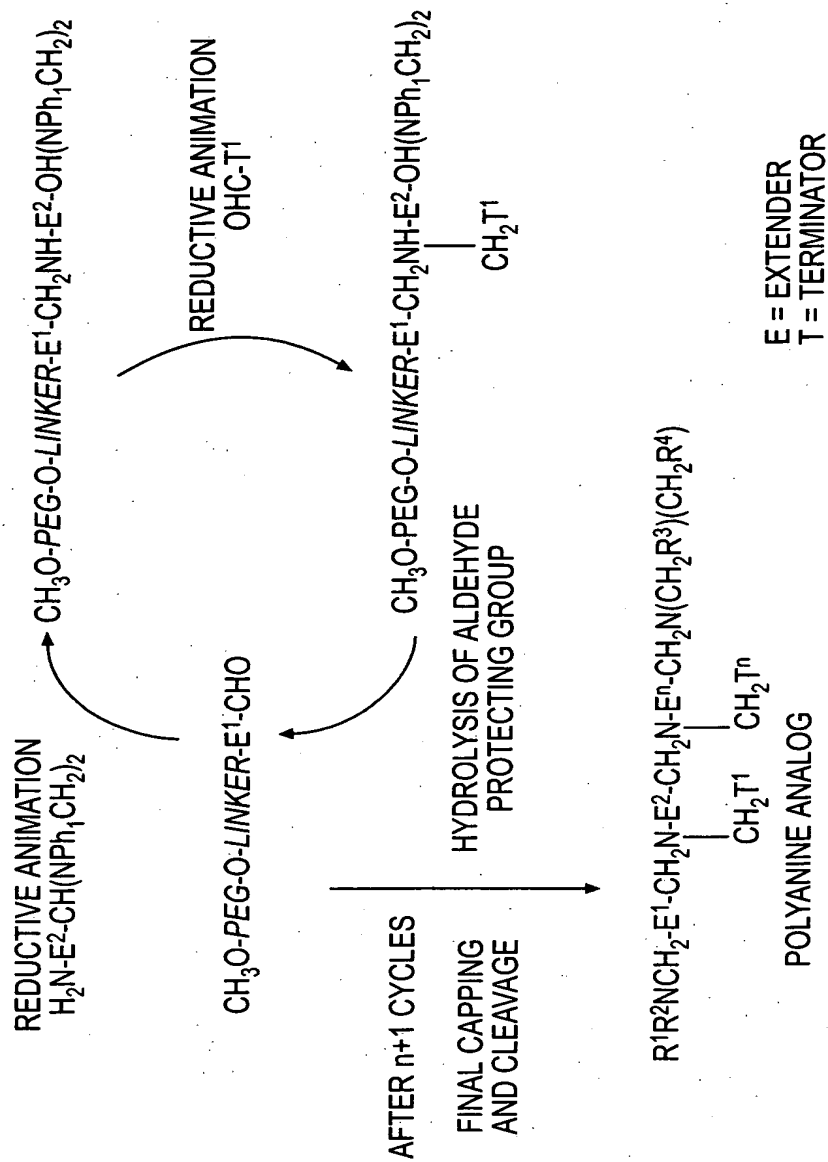 REDUCTIVE ANIMATION
H₂N-E²-CH(NPh₁CH₂)₂
CH₃O-PEG-O-LINKER-E¹-CH₂NH-E²-OH(NPh₁CH₂)₂
REDUCTIVE ANIMATION
OHC-T¹
CH₃O-PEG-O-LINKER-E¹-CHO
CH₃O-PEG-O-LINKER-E¹-CH₂NH-E²-OH(NPh₁CH₂)₂
CH₂T¹
HYDROLYSIS OF ALDEHYDE
PROTECTING GROUP
AFTER n+1 CYCLES
FINAL CAPPING
AND CLEAVAGE
R¹R²NCH₂-E¹-CH₂N-E²-CH₂N-Eⁿ-CH₂N(CH₂R³)(CH₂R⁴)
CH₂T¹ CH₂Tⁿ
POLYANINE ANALOG
E = EXTENDER
T = TERMINATOR